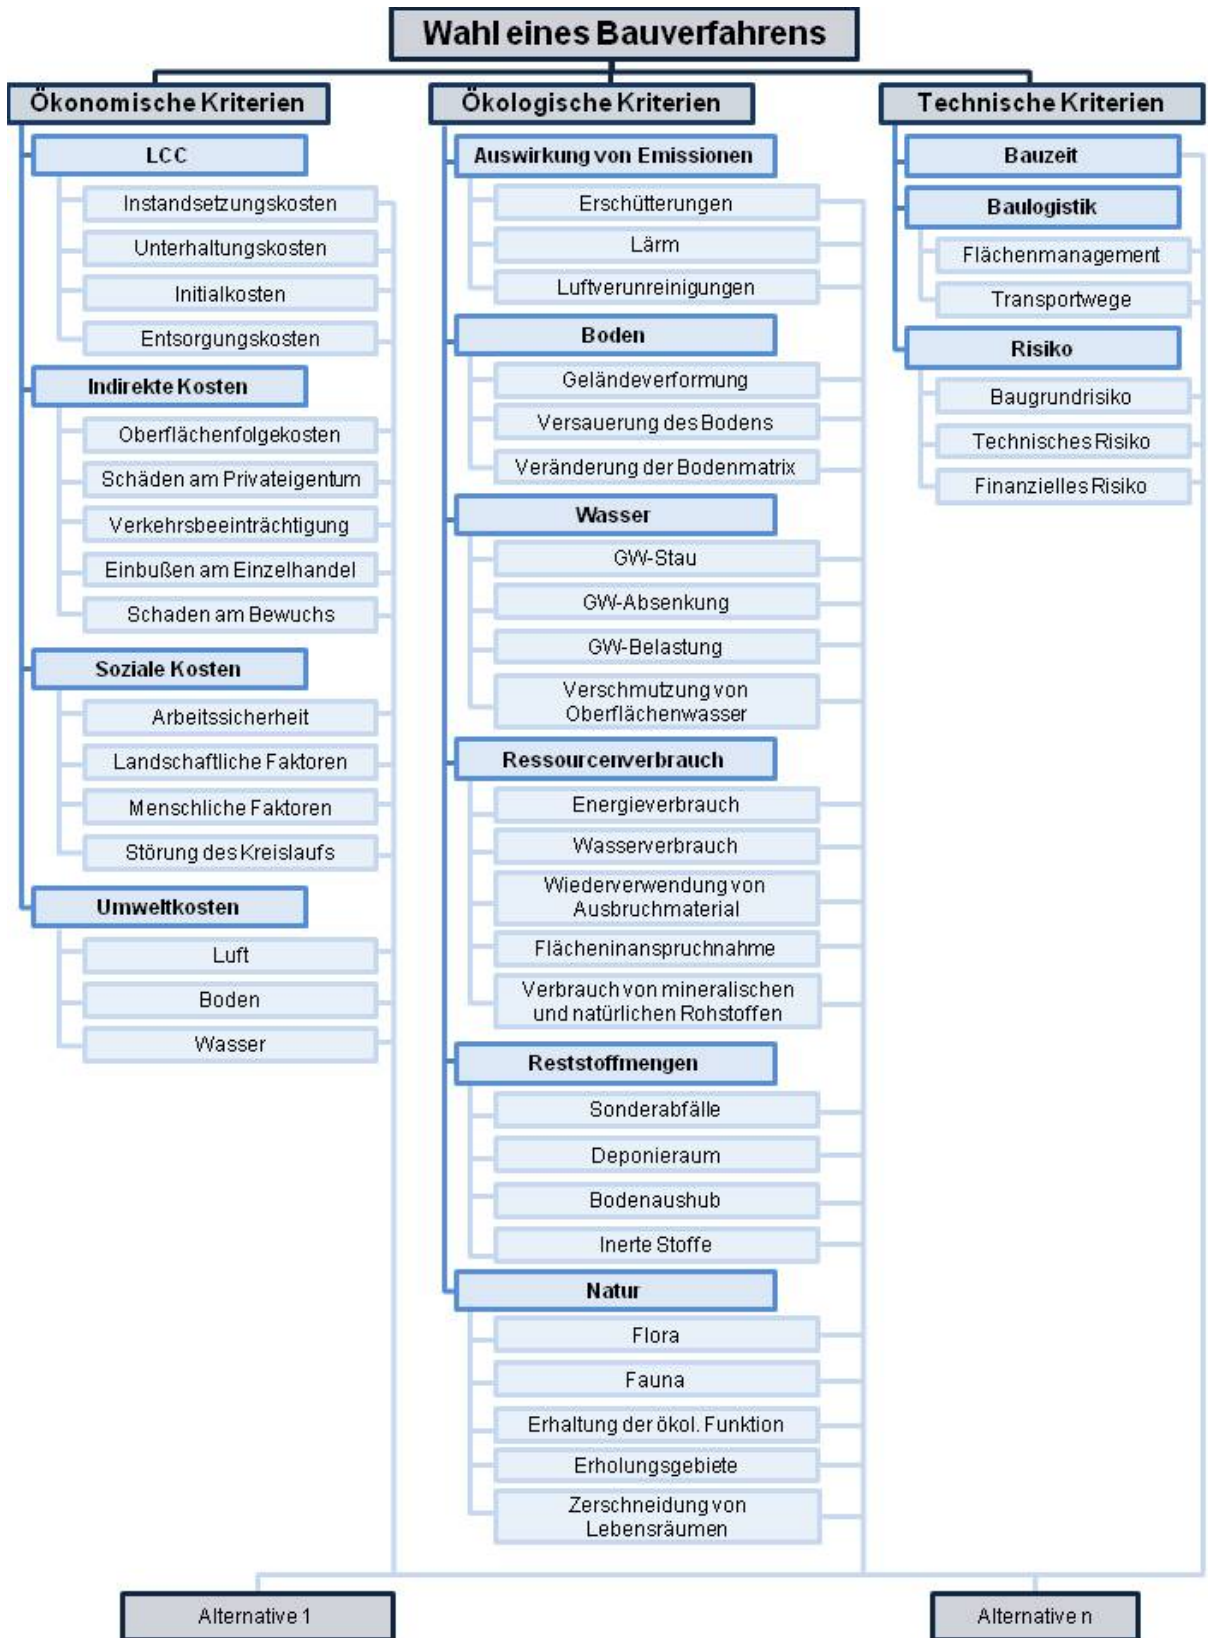 Wahl eines Bauverfahrens
Ökonomische Kriterien
LCC
Instandsetzungskosten
Unterhaltungskosten
Initialkosten
Entsorgungskosten
Indirekte Kosten
Oberflächenfolgekosten
Schäden am Privateigentum
Verkehrsbeeinträchtigung
Einbußen am Einzelhandel
Schaden am Bewuchs
Soziale Kosten
Arbeitssicherheit
Landschaftliche Faktoren
Menschliche Faktoren
Störung des Kreislaufs
Umweltkosten
Luft
Boden
Wasser
Ökologische Kriterien
Auswirkung von Emissionen
Erschütterungen
Lärm
Luftverunreinigungen
Boden
Geländeverformung
Versauerung des Bodens
Veränderung der Bodenmatrix
Wasser
GW-Stau
GW-Absenkung
GW-Belastung
Verschmutzung von
Oberflächenwasser
Ressourcenverbrauch
Energieverbrauch
Wasserverbrauch
Wiederverwendung von
Ausbruchmaterial
Flächeninanspruchnahme
Verbrauch von mineralischen
und natürlichen Rohstoffen
Reststoffmengen
Sonderabfälle
Deponieraum
Bodenaushub
Inerte Stoffe
Natur
Flora
Fauna
Erhaltung der ökol. Funktion
Erholungsgebiete
Zerschneidung von
Lebensräumen
Technische Kriterien
Bauzeit
Baulogistik
Flächenmanagement
Transportwege
Risiko
Baugrundrisiko
Technisches Risiko
Finanzielles Risiko
Alternative 1
Alternative n